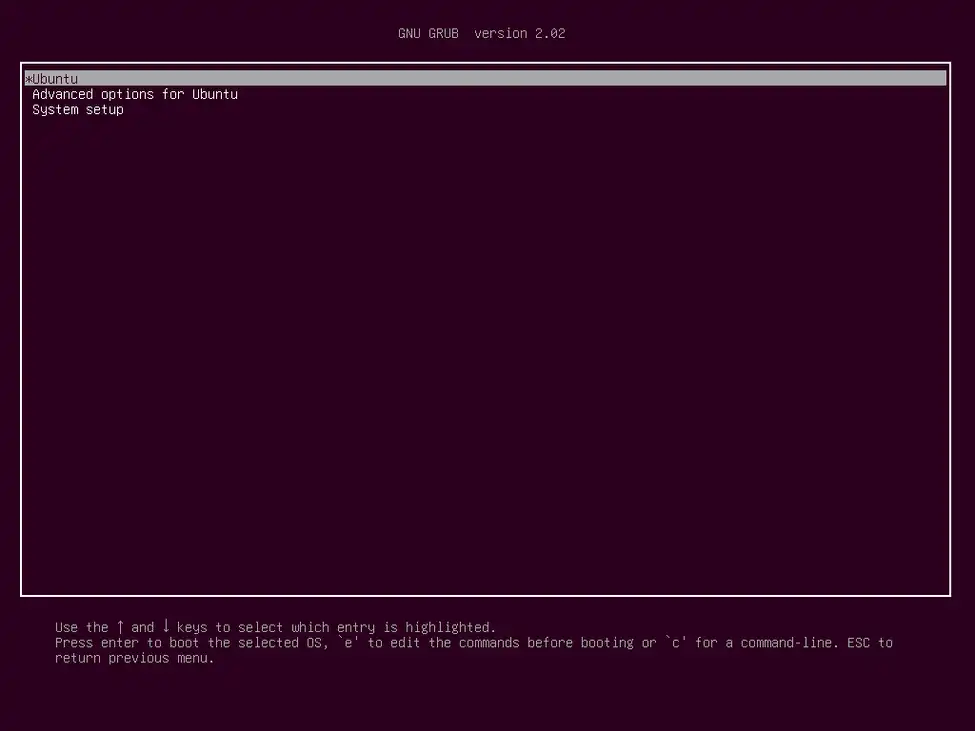 GNU GRUB  version 2.02
*Ubuntu
Advanced options for Ubuntu
System setup
Use the ↑ and ↓ keys to select which entry is highlighted.
Press enter to boot the selected OS, `e' to edit the commands before booting or `c' for a command-line. ESC to
return previous menu.